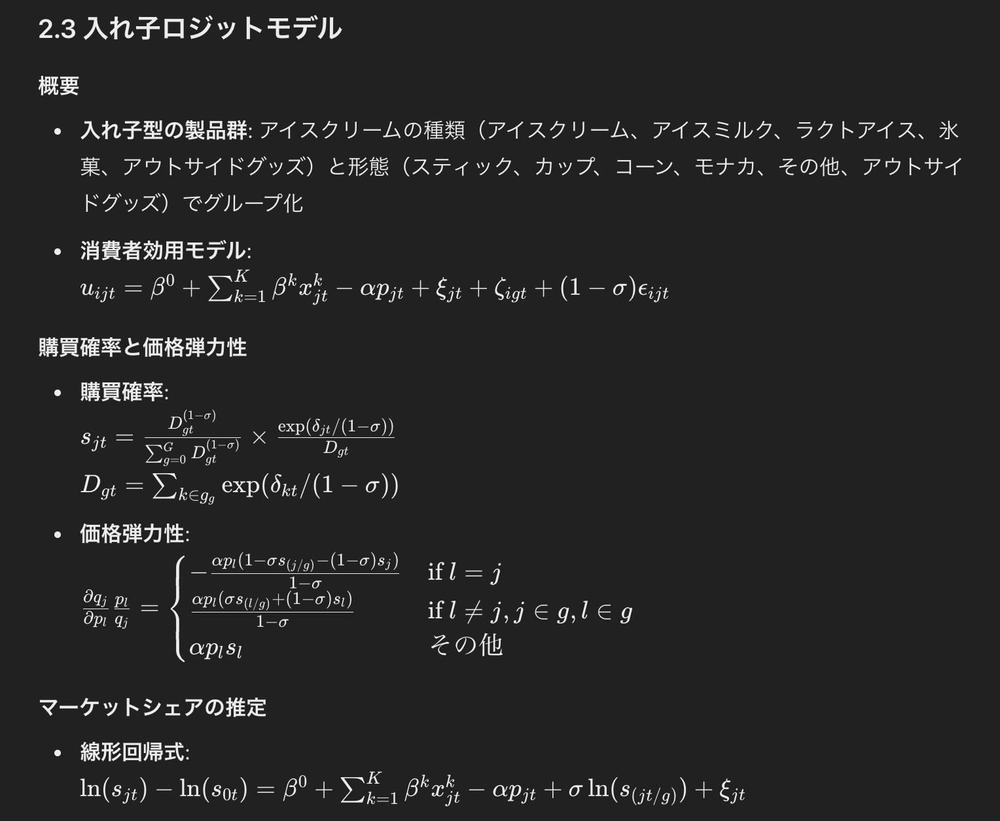 2.3 入れ子ロジットモデル
概要
• 入れ子型の製品群: アイスクリームの種類（アイスクリーム、アイスミルク、ラクトアイス、氷
菓、アウトサイドグッズ）と形態（スティック、カップ、コーン、モナカ、その他、アウトサイ
ドグッズ）でグループ化
• 消費者効用モデル:
$u_{ijt} = \beta^0 + \sum_{k=1}^{K} \beta^k x_{jt}^k - \alpha p_{jt} + \xi_{jt} + \zeta_{igt} + (1 - \sigma)\epsilon_{ijt}$
購買確率と価格弾力性
• 購買確率:
$s_{jt} = \frac{D_{gt}^{(1-\sigma)}}{\sum_{g=0}^{G} D_{gt}^{(1-\sigma)}} \times \frac{\exp(\delta_{jt}/(1-\sigma))}{D_{gt}}$
$D_{gt} = \sum_{k \in g_g} \exp(\delta_{kt}/(1 - \sigma))$
• 価格弾力性:
$\frac{\partial q_j}{\partial p_l} \frac{p_l}{q_j} = \begin{cases} -\frac{\alpha p_l(1-\sigma s_{(j/g)}-(1-\sigma)s_j)}{1-\sigma} & \text{if } l = j \\ \frac{\alpha p_l(\sigma s_{(l/g)}+(1-\sigma)s_l)}{1-\sigma} & \text{if } l \neq j, j \in g, l \in g \\ \alpha p_l s_l & \text{その他} \end{cases}$
マーケットシェアの推定
• 線形回帰式:
$\ln(s_{jt}) - \ln(s_{0t}) = \beta^0 + \sum_{k=1}^{K} \beta^k x_{jt}^k - \alpha p_{jt} + \sigma \ln(s_{(jt/g)}) + \xi_{jt}$